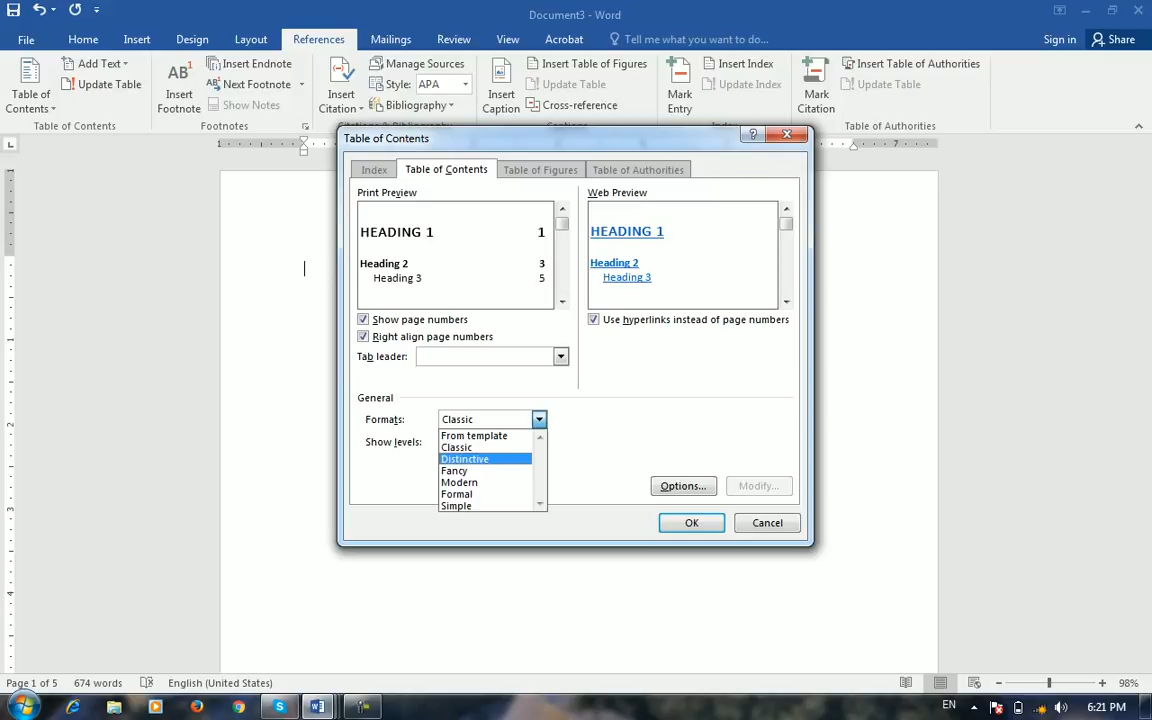 Document3 - Word
File Home Insert Design Layout References Mailings Review View Acrobat Tell me what you want to do... Sign in Share
Table of
Contents
Add Text
Update Table
Table of Contents
AB1
Insert
Footnote
Insert Endnote
AB Next Footnote
Show Notes
Footnotes
Insert
Citation
Manage Sources
Style: APA
Bibliography
Insert
Caption
Insert Table of Figures
Update Table
Cross-reference
Mark
Entry
Insert Index
Update Index
Mark
Citation
Insert Table of Authorities
Update Table
Table of Authorities
1 7
Table of Contents
Index Table of Contents Table of Figures Table of Authorities
Print Preview
HEADING 1 1
Heading 2 3
Heading 3 5
Show page numbers
Right align page numbers
Tab leader:
Web Preview
HEADING 1
Heading 2
Heading 3
Use hyperlinks instead of page numbers
General
Formats: Classic
Show levels:
From template
Classic
Distinctive
Fancy
Modern
Formal
Simple
Options... Modify...
OK Cancel
1
2
3
4
Page 1 of 5 674 words English (United States) 98%
EN 6:21 PM